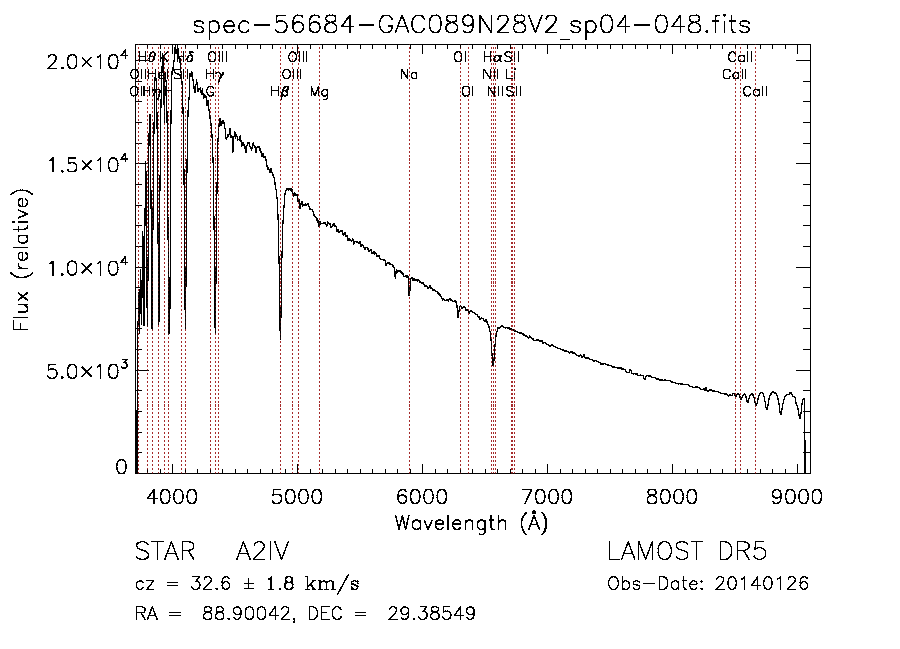 spec-56684-GAC089N28V2_sp04-048.fits
Hθ K Hδ OIII OIII OI Hα SII CaII
OII Hγ OIII Na NII Li CaII
G Hβ Mg OI NII SII CaII
2.0×10⁴
1.5×10⁴
1.0×10⁴
5.0×10³
0
Flux (relative)
4000 5000 6000 7000 8000 9000
Wavelength (Å)
STAR A2IV LAMOST DR5
cz = 32.6 ± 1.8 km/s Obs-Date: 20140126
RA = 88.90042, DEC = 29.38549